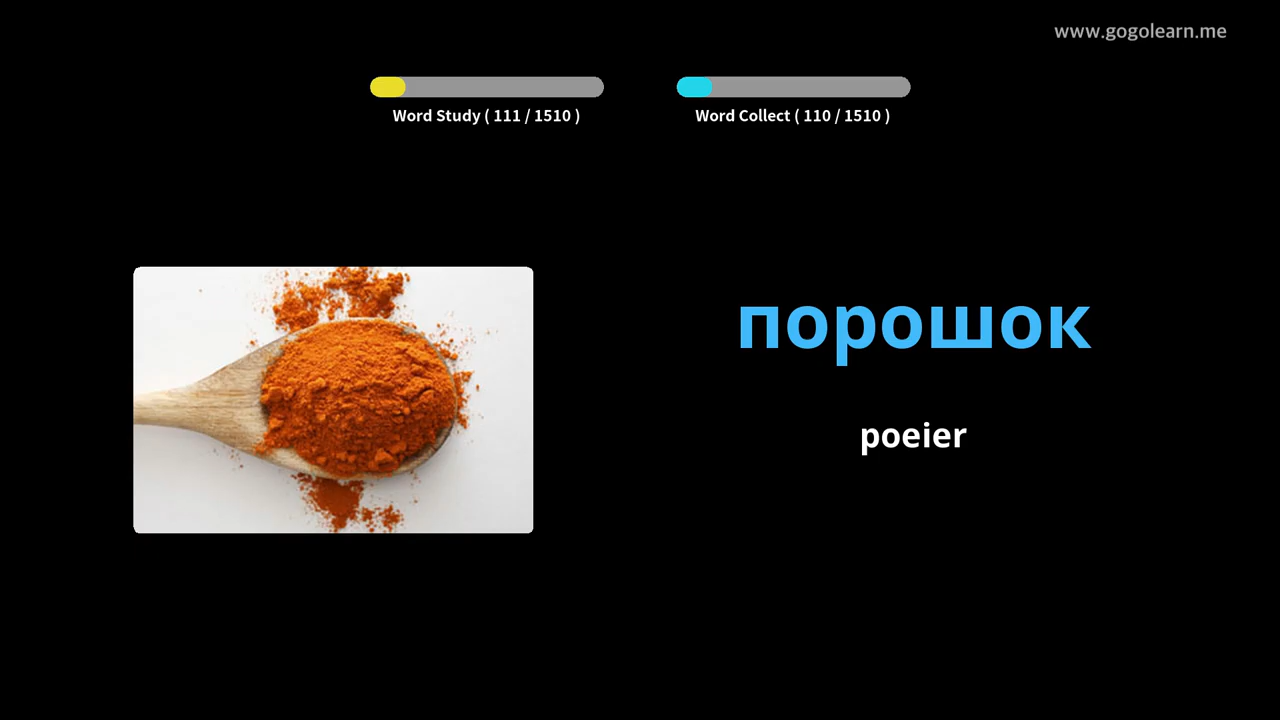 www.gogolearn.me
Word Study ( 111 / 1510 )
Word Collect ( 110 / 1510 )
порошок
poeier